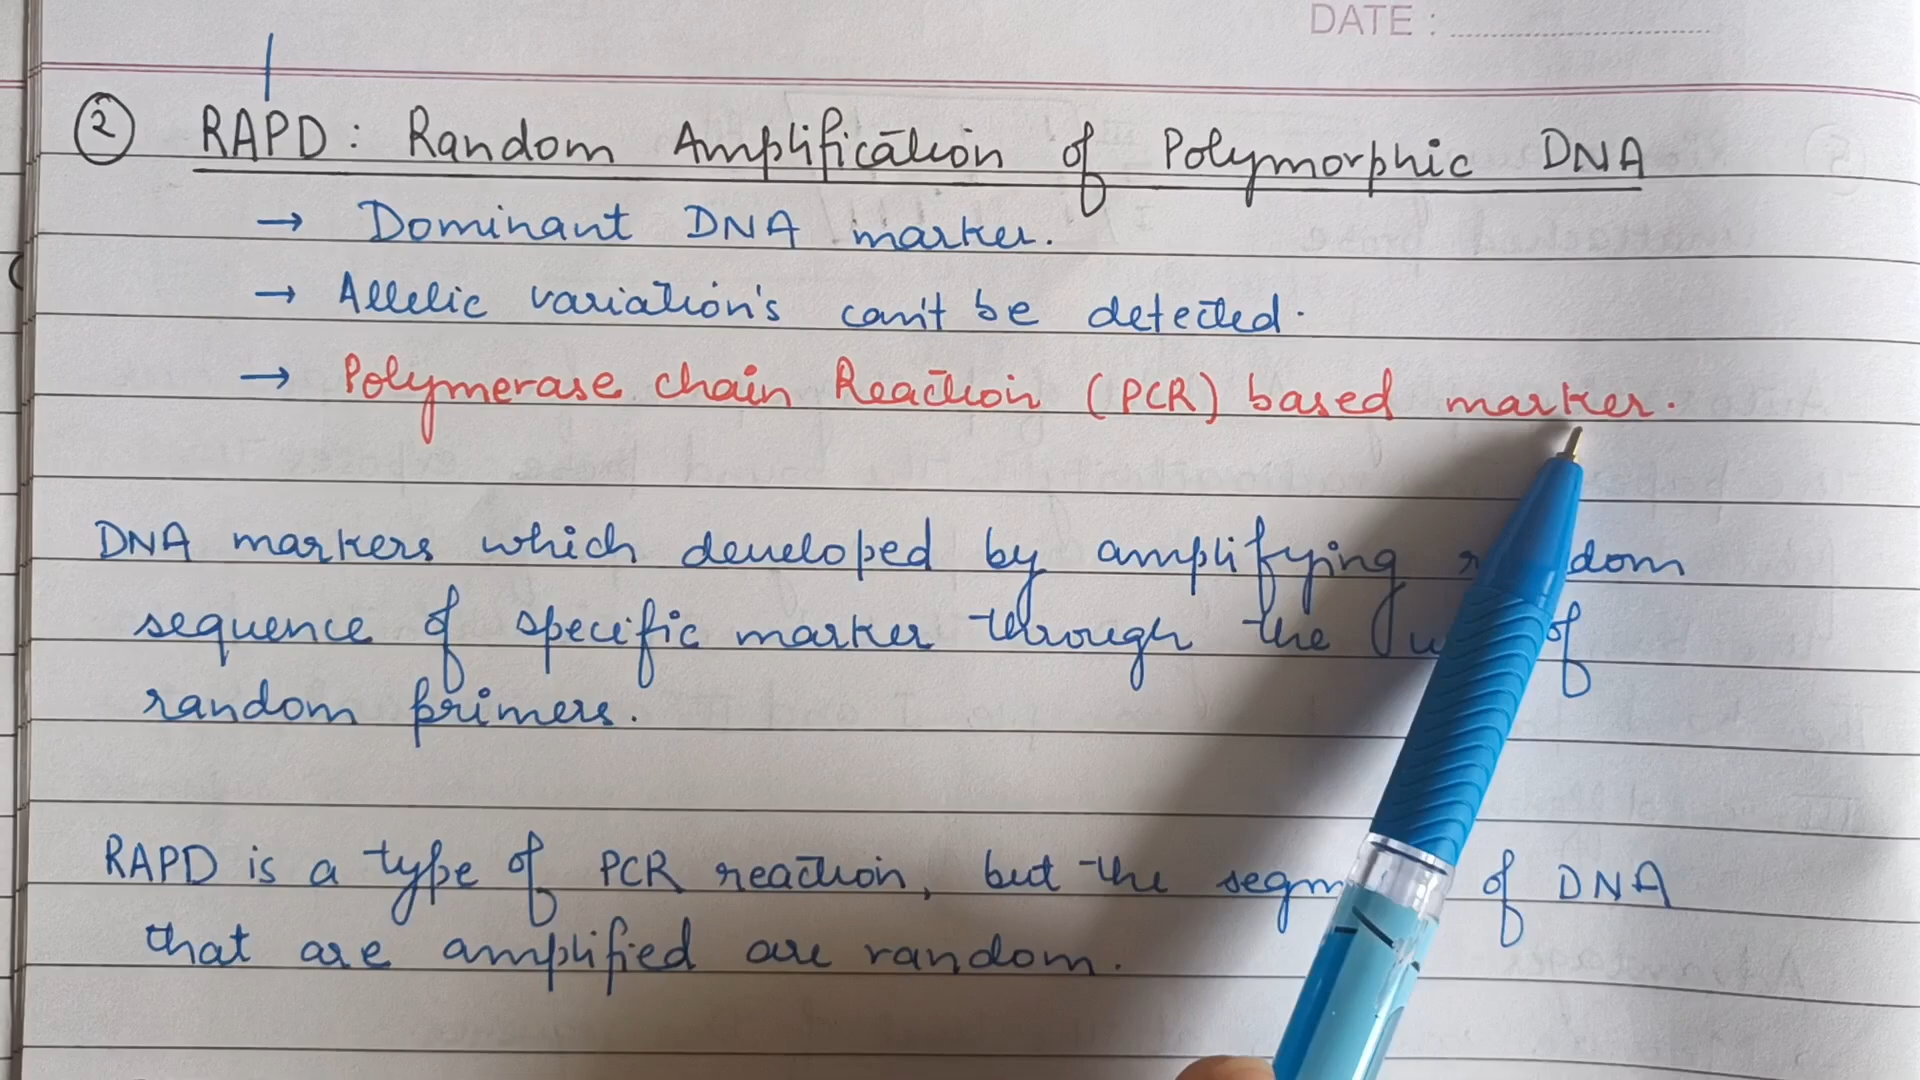 DATE :
② RAPD : Random Amplification of Polymorphic DNA
→ Dominant DNA marker.
→ Allelic variation's can't be detected.
→ Polymerase chain Reaction (PCR) based marker.
DNA markers which developed by amplifying dom
sequence of specific marker through the of
random primers.
RAPD is a type of PCR reaction, but the segm of DNA
that are amplified are random.